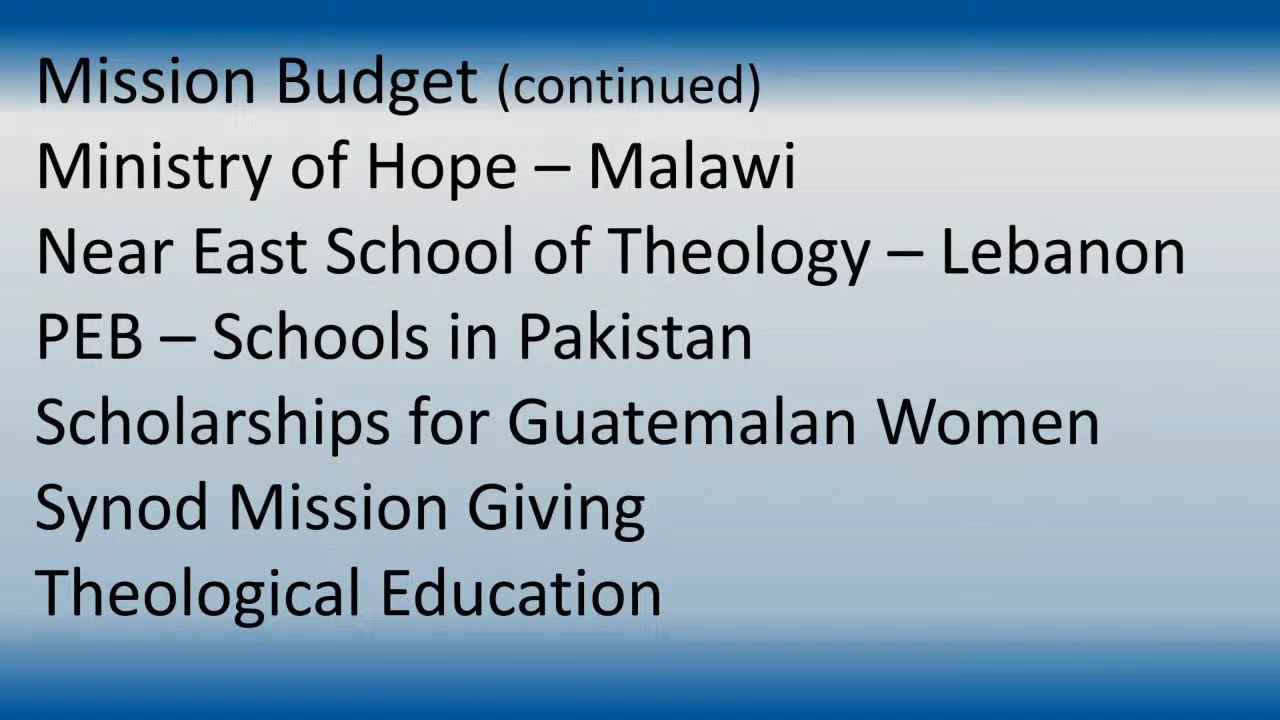 Mission Budget (continued)
Ministry of Hope – Malawi
Near East School of Theology – Lebanon
PEB – Schools in Pakistan
Scholarships for Guatemalan Women
Synod Mission Giving
Theological Education